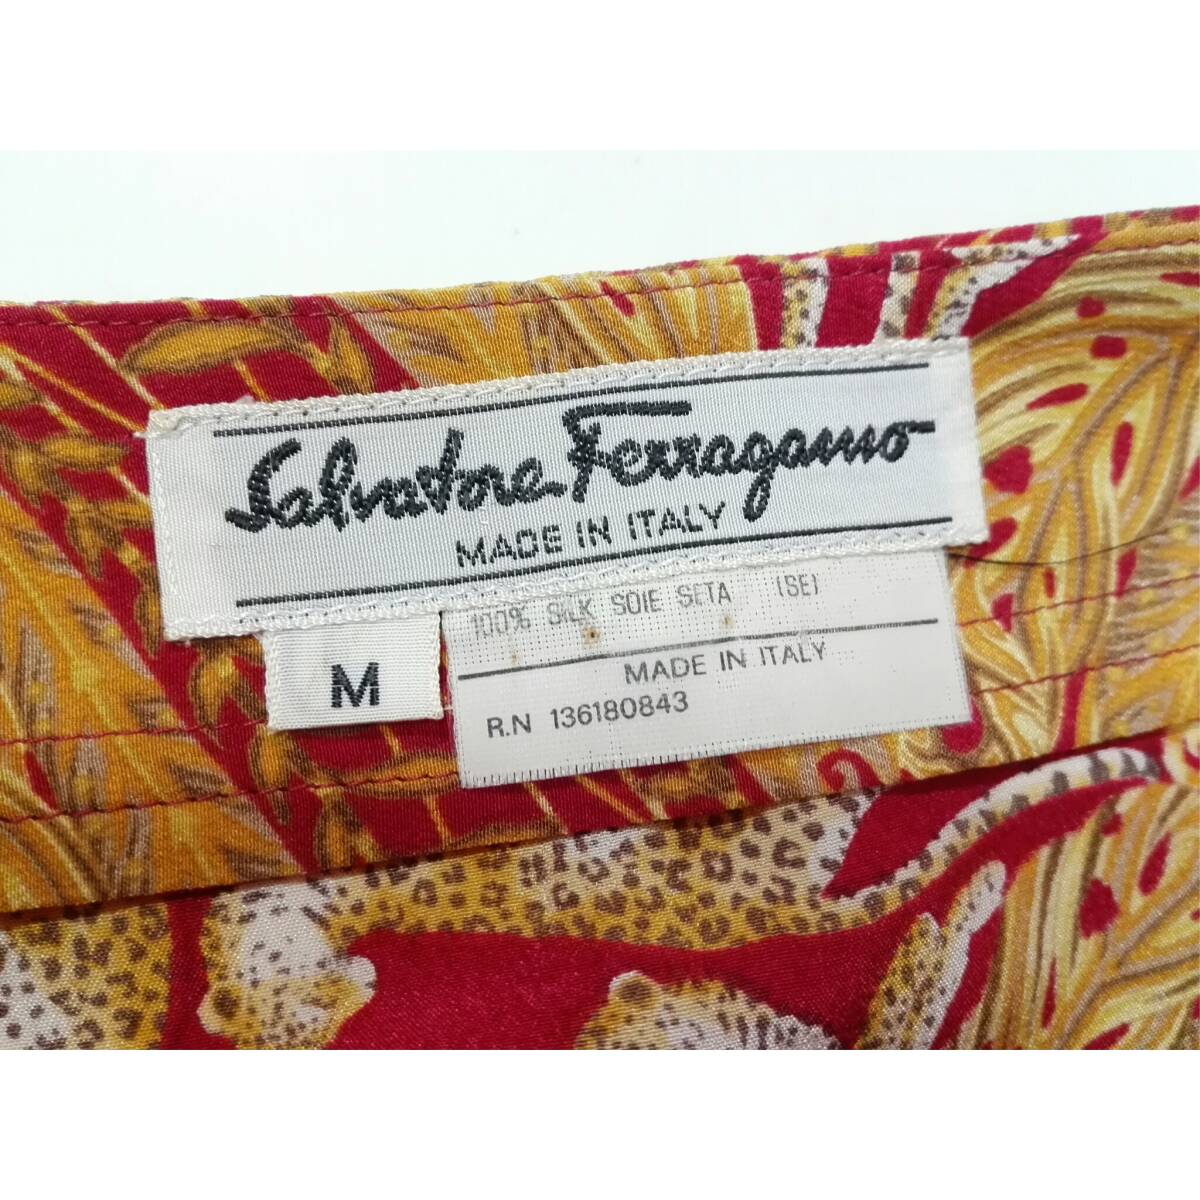 Salvatore Ferragamo
MADE IN ITALY
M
100% SILK SOIE SETA (SE)
MADE IN ITALY
R.N 136180843